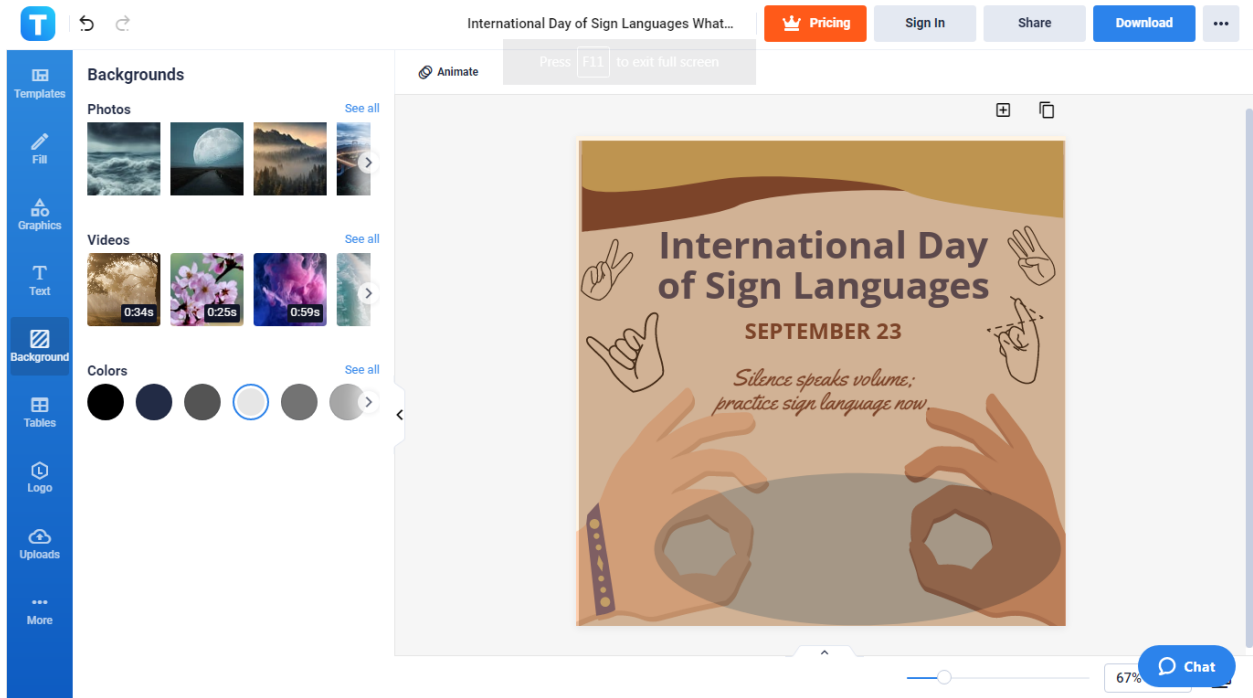 T
International Day of Sign Languages What...
Pricing
Sign In
Share
Download
Press F11 to exit full screen
Animate
Templates
Fill
Graphics
Text
Background
Tables
Logo
Uploads
More
Backgrounds
Photos
See all
Videos
See all
0:34s
0:25s
0:59s
Colors
See all
International Day
of Sign Languages
SEPTEMBER 23
Silence speaks volume;
practice sign language now.
67%
Chat